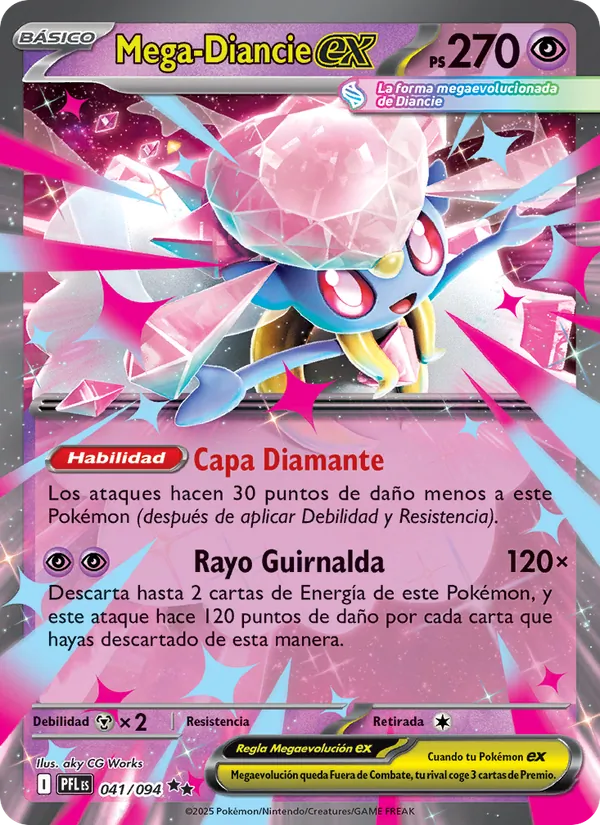 BÁSICO
Mega-Diancie ex
PS 270
La forma megaevolucionada
de Diancie
Habilidad Capa Diamante
Los ataques hacen 30 puntos de daño menos a este
Pokémon (después de aplicar Debilidad y Resistencia).
Rayo Guirnalda 120×
Descarta hasta 2 cartas de Energía de este Pokémon, y
este ataque hace 120 puntos de daño por cada carta que
hayas descartado de esta manera.
Debilidad ×2 Resistencia Retirada
Ilus. aky CG Works
Regla Megaevolución ex Cuando tu Pokémon ex
Megaevolución queda Fuera de Combate, tu rival coge 3 cartas de Premio.
I PFL ES 041/094
©2025 Pokémon/Nintendo/Creatures/GAME FREAK